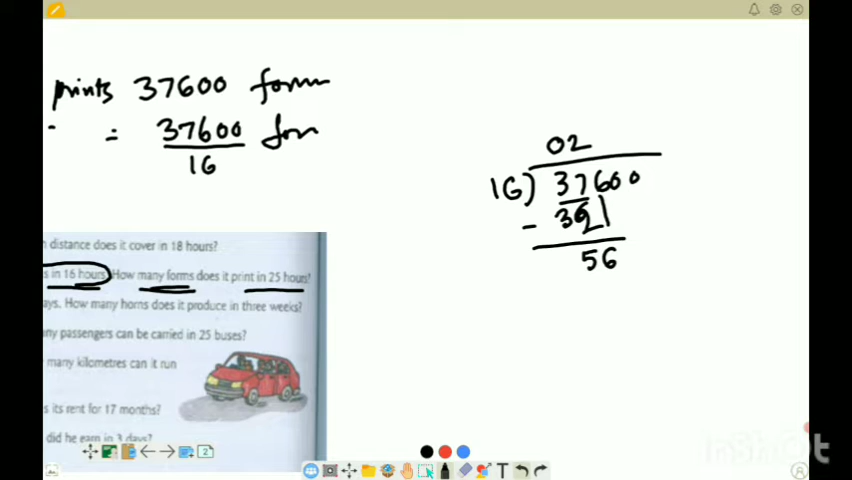 prints 37600 form
= 37600 for
16
02
16) 37600
- 32
56
distance does it cover in 18 hours?
s in 16 hours. How many forms does it print in 25 hours?
ays. How many horns does it produce in three weeks?
ny passengers can be carried in 25 buses?
many kilometres can it run
s its rent for 17 months?
did he earn in 3 days?
2
T